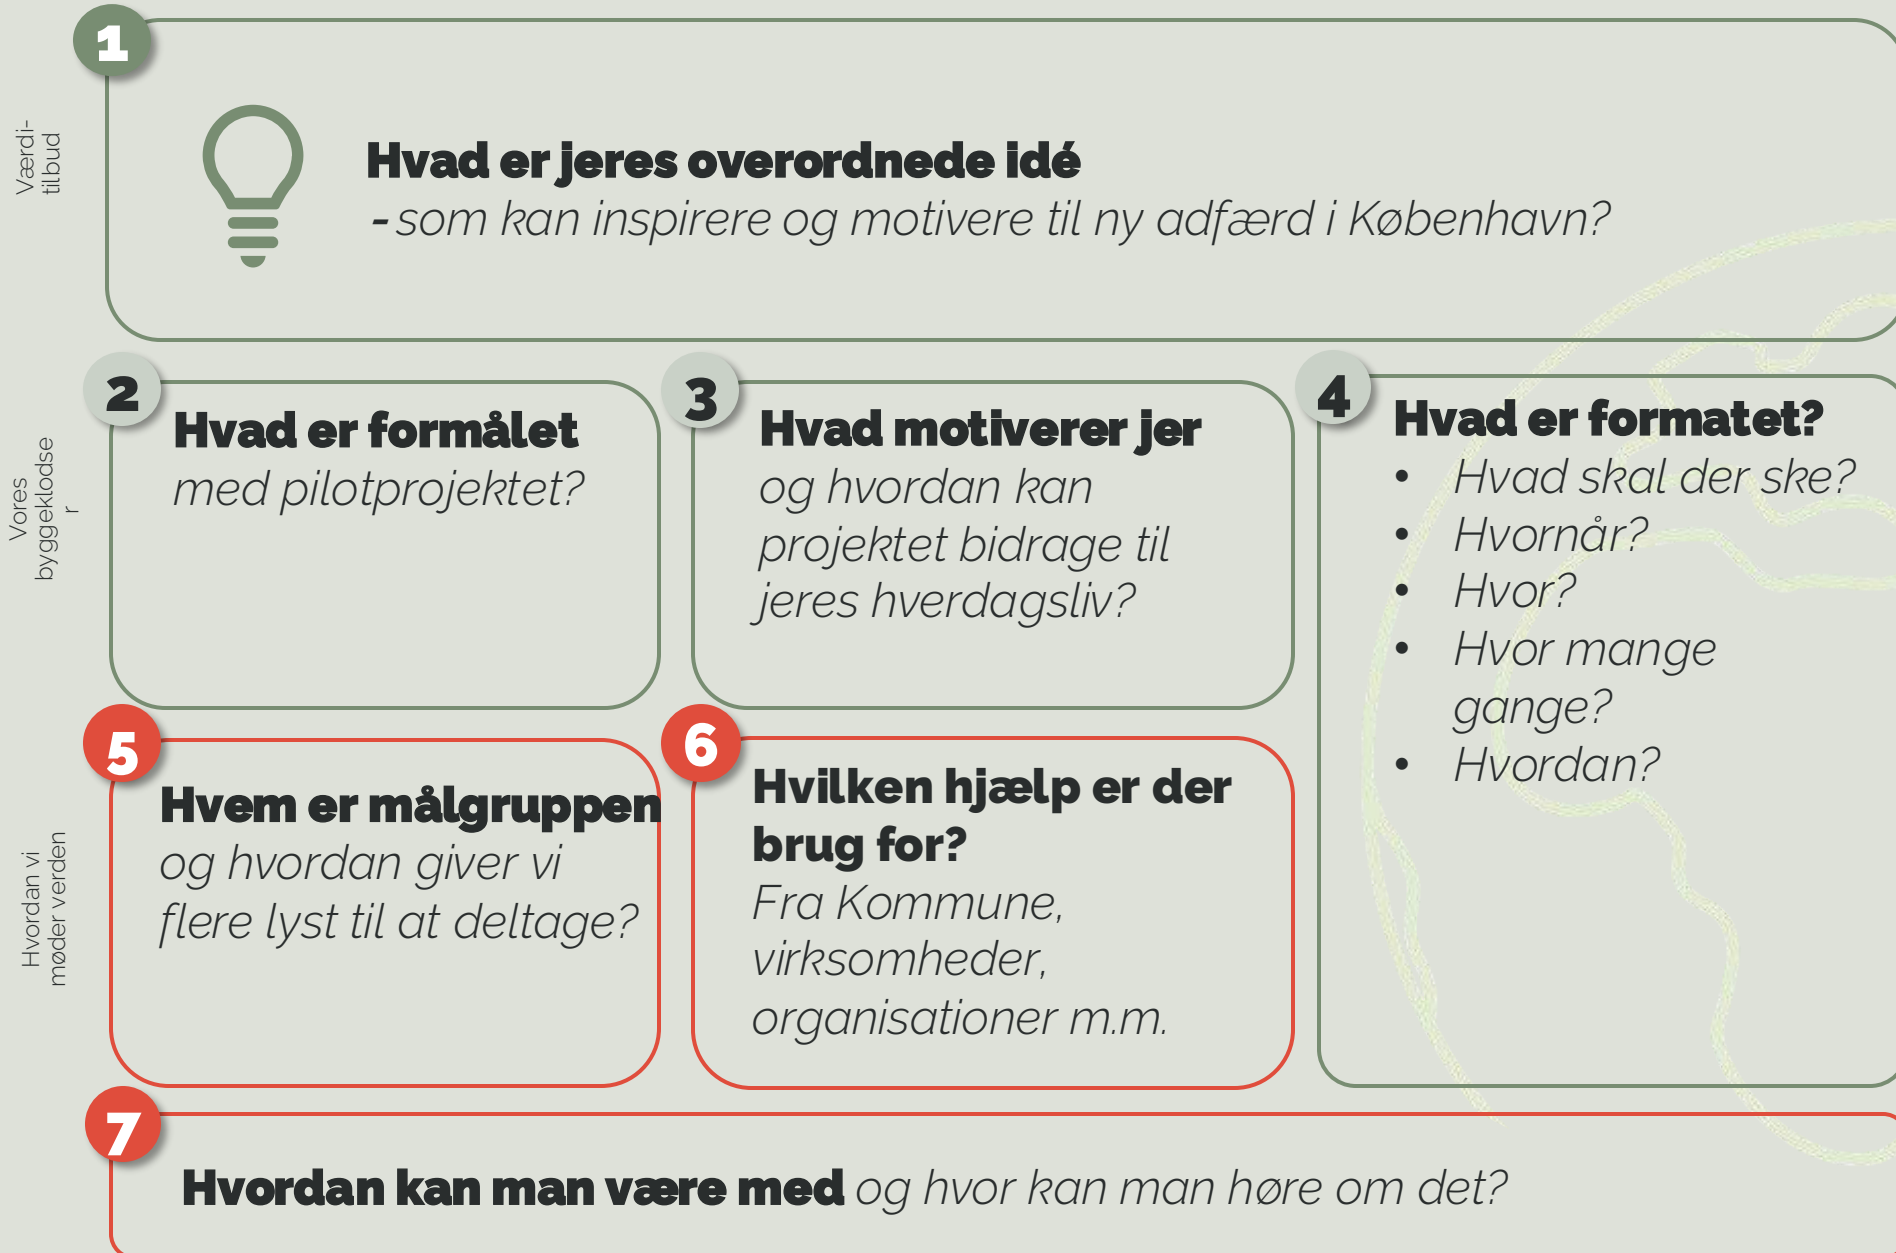 1
Værdi-
tilbud
Hvad er jeres overordnede idé
- som kan inspirere og motivere til ny adfærd i København?
Vores
byggeklodse
r
2
Hvad er formålet
med pilotprojektet?
3
Hvad motiverer jer
og hvordan kan
projektet bidrage til
jeres hverdagsliv?
4
Hvad er formatet?
• Hvad skal der ske?
• Hvornår?
• Hvor?
• Hvor mange
gange?
• Hvordan?
Hvordan vi
møder verden
5
Hvem er målgruppen
og hvordan giver vi
flere lyst til at deltage?
6
Hvilken hjælp er der
brug for?
Fra Kommune,
virksomheder,
organisationer m.m.
7
Hvordan kan man være med og hvor kan man høre om det?